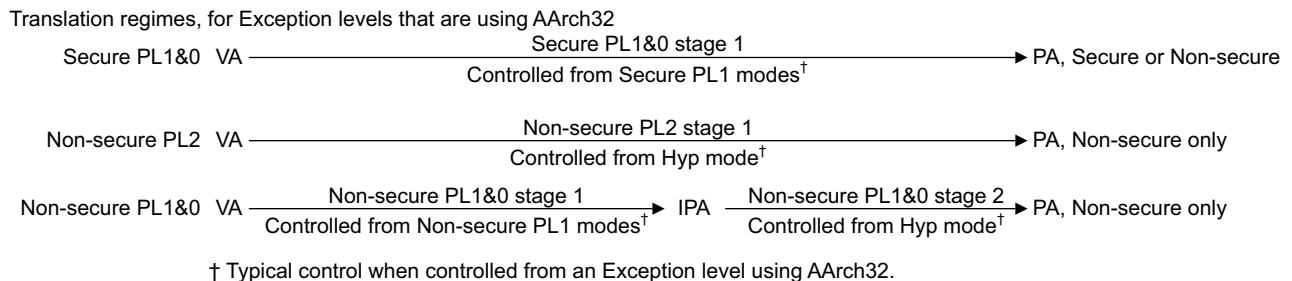 Translation regimes, for Exception levels that are using AArch32
Secure PL1&0 VA Secure PL1&0 stage 1 PA, Secure or Non-secure
Controlled from Secure PL1 modes†
Non-secure PL2 VA Non-secure PL2 stage 1 PA, Non-secure only
Controlled from Hyp mode†
Non-secure PL1&0 VA Non-secure PL1&0 stage 1 IPA Non-secure PL1&0 stage 2 PA, Non-secure only
Controlled from Non-secure PL1 modes† Controlled from Hyp mode†
† Typical control when controlled from an Exception level using AArch32.